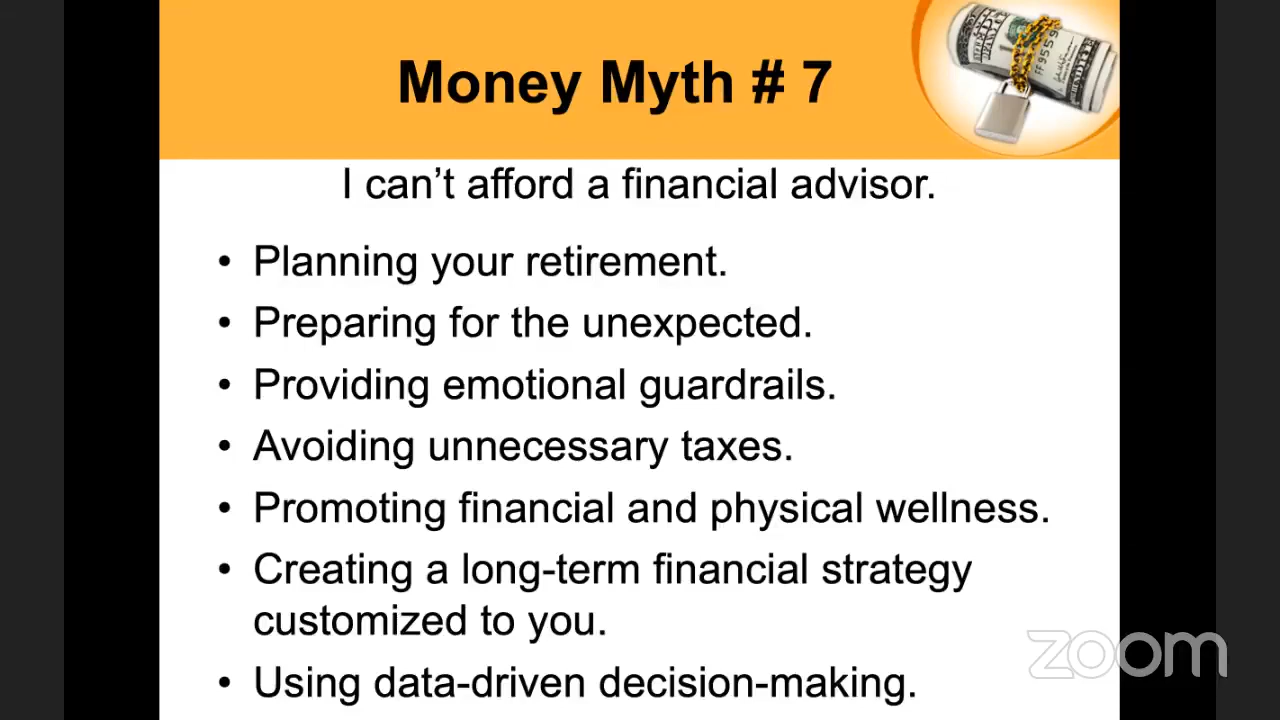 Money Myth # 7
I can't afford a financial advisor.
• Planning your retirement.
• Preparing for the unexpected.
• Providing emotional guardrails.
• Avoiding unnecessary taxes.
• Promoting financial and physical wellness.
• Creating a long-term financial strategy
customized to you.
• Using data-driven decision-making.
zoom